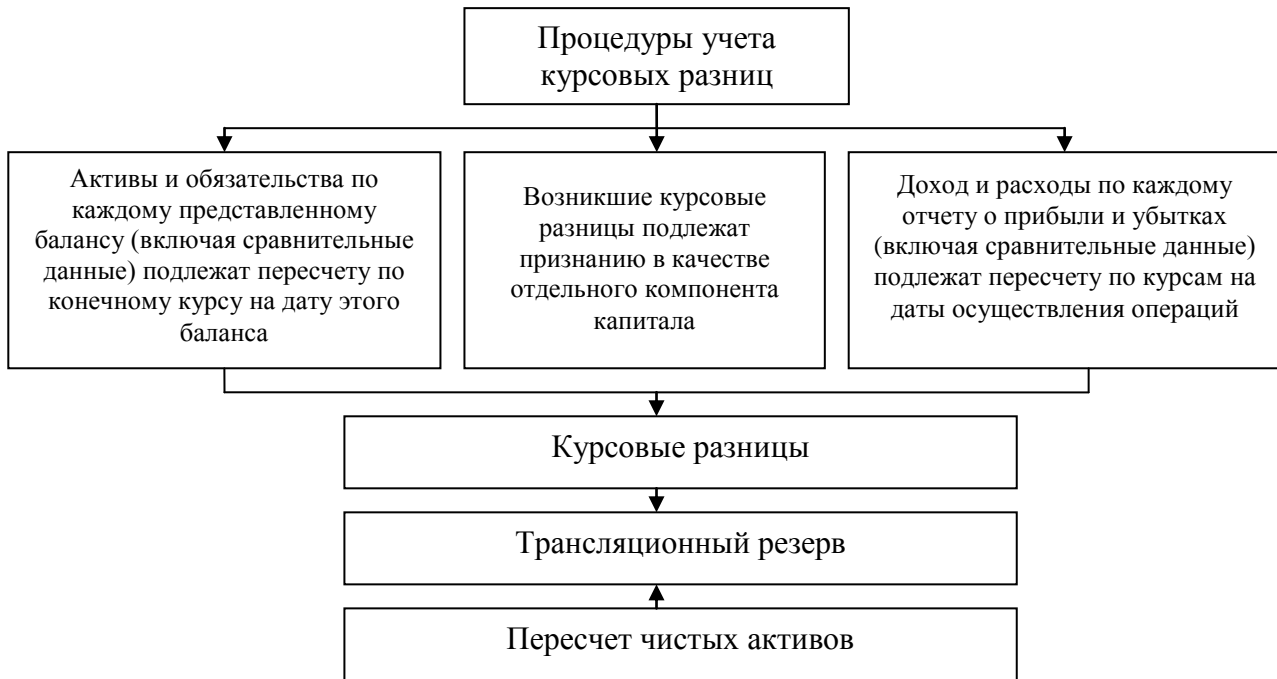 Процедуры учета
курсовых разниц
Активы и обязательства по
каждому представленному
балансу (включая сравнительные
данные) подлежат пересчету по
конечному курсу на дату этого
баланса
Возникшие курсовые
разницы подлежат
признанию в качестве
отдельного компонента
капитала
Доход и расходы по каждому
отчету о прибыли и убытках
(включая сравнительные данные)
подлежат пересчету по курсам на
даты осуществления операций
Курсовые разницы
Трансляционный резерв
Пересчет чистых активов